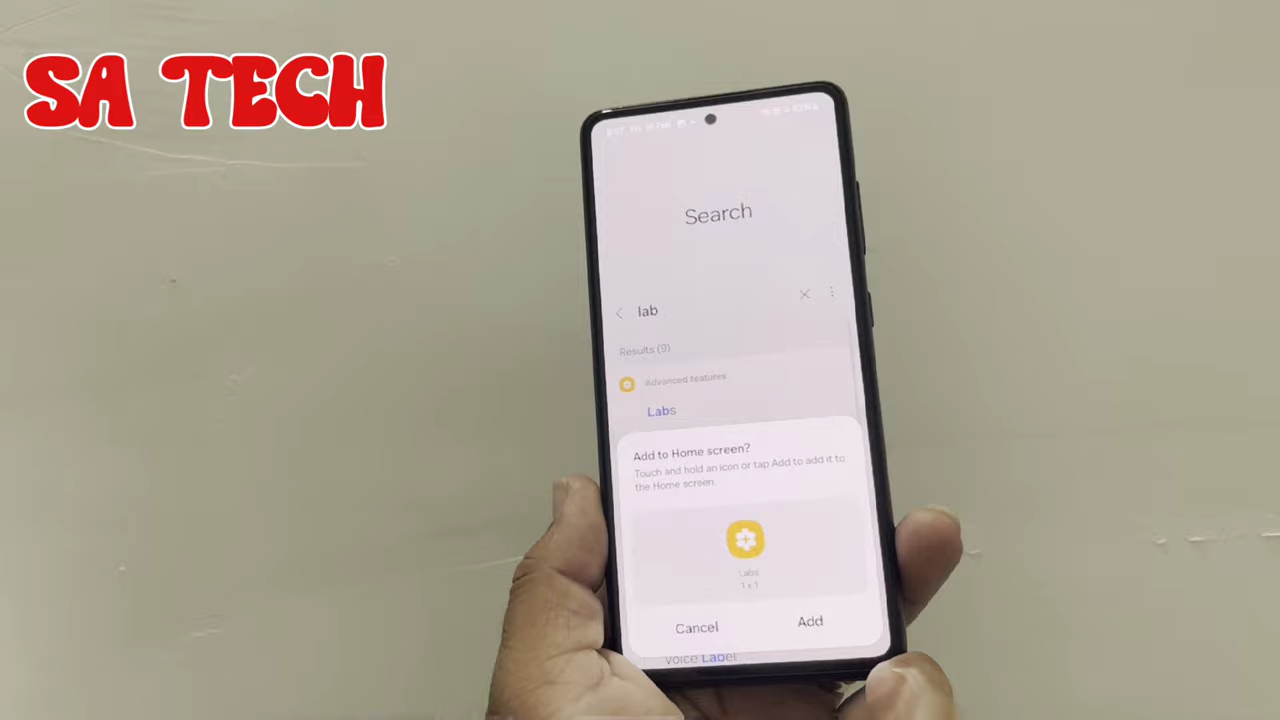 SA TECH
Search
lab
Results (9)
Advanced features
Labs
Add to Home screen?
Touch and hold an icon or tap Add to add it to
the Home screen.
Labs
1 x 1
Cancel
Add
Voice Label